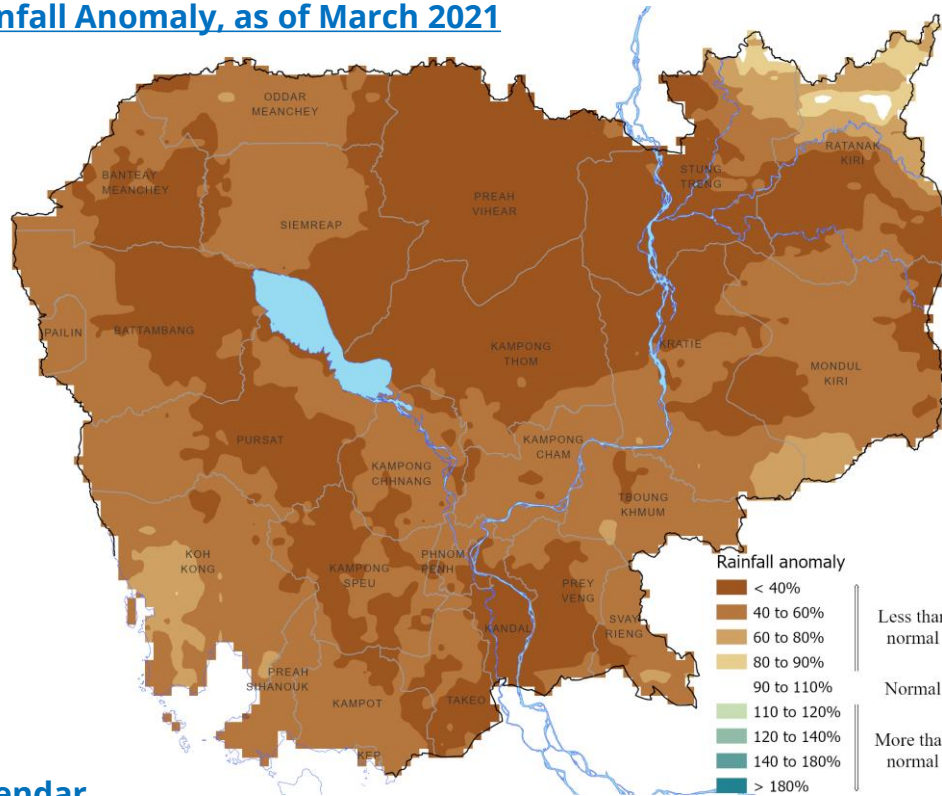 nfall Anomaly, as of March 2021
ODDAR
MEANCHEY
BANTEAY
MEANCHEY
SIEMREAP
PREAH
VIHEAR
STUNG
TRENG
RATANAK
KIRI
PAILIN
BATTAMBANG
KAMPONG
THOM
KRATIE
MONDUL
KIRI
PURSAT
KAMPONG
CHHNANG
KAMPONG
CHAM
TBOUNG
KHMUM
KOH
KONG
KAMPONG
SPEU
PHNOM
PENH
PREY
VENG
KANDAL
SVAY
RIENG
PREAH
SIHANOUK
KAMPOT
TAKEO
KEP
Rainfall anomaly
< 40%
40 to 60%
60 to 80%
80 to 90%
Less than
normal
90 to 110%
Normal
110 to 120%
120 to 140%
140 to 180%
> 180%
More tha
normal
endar